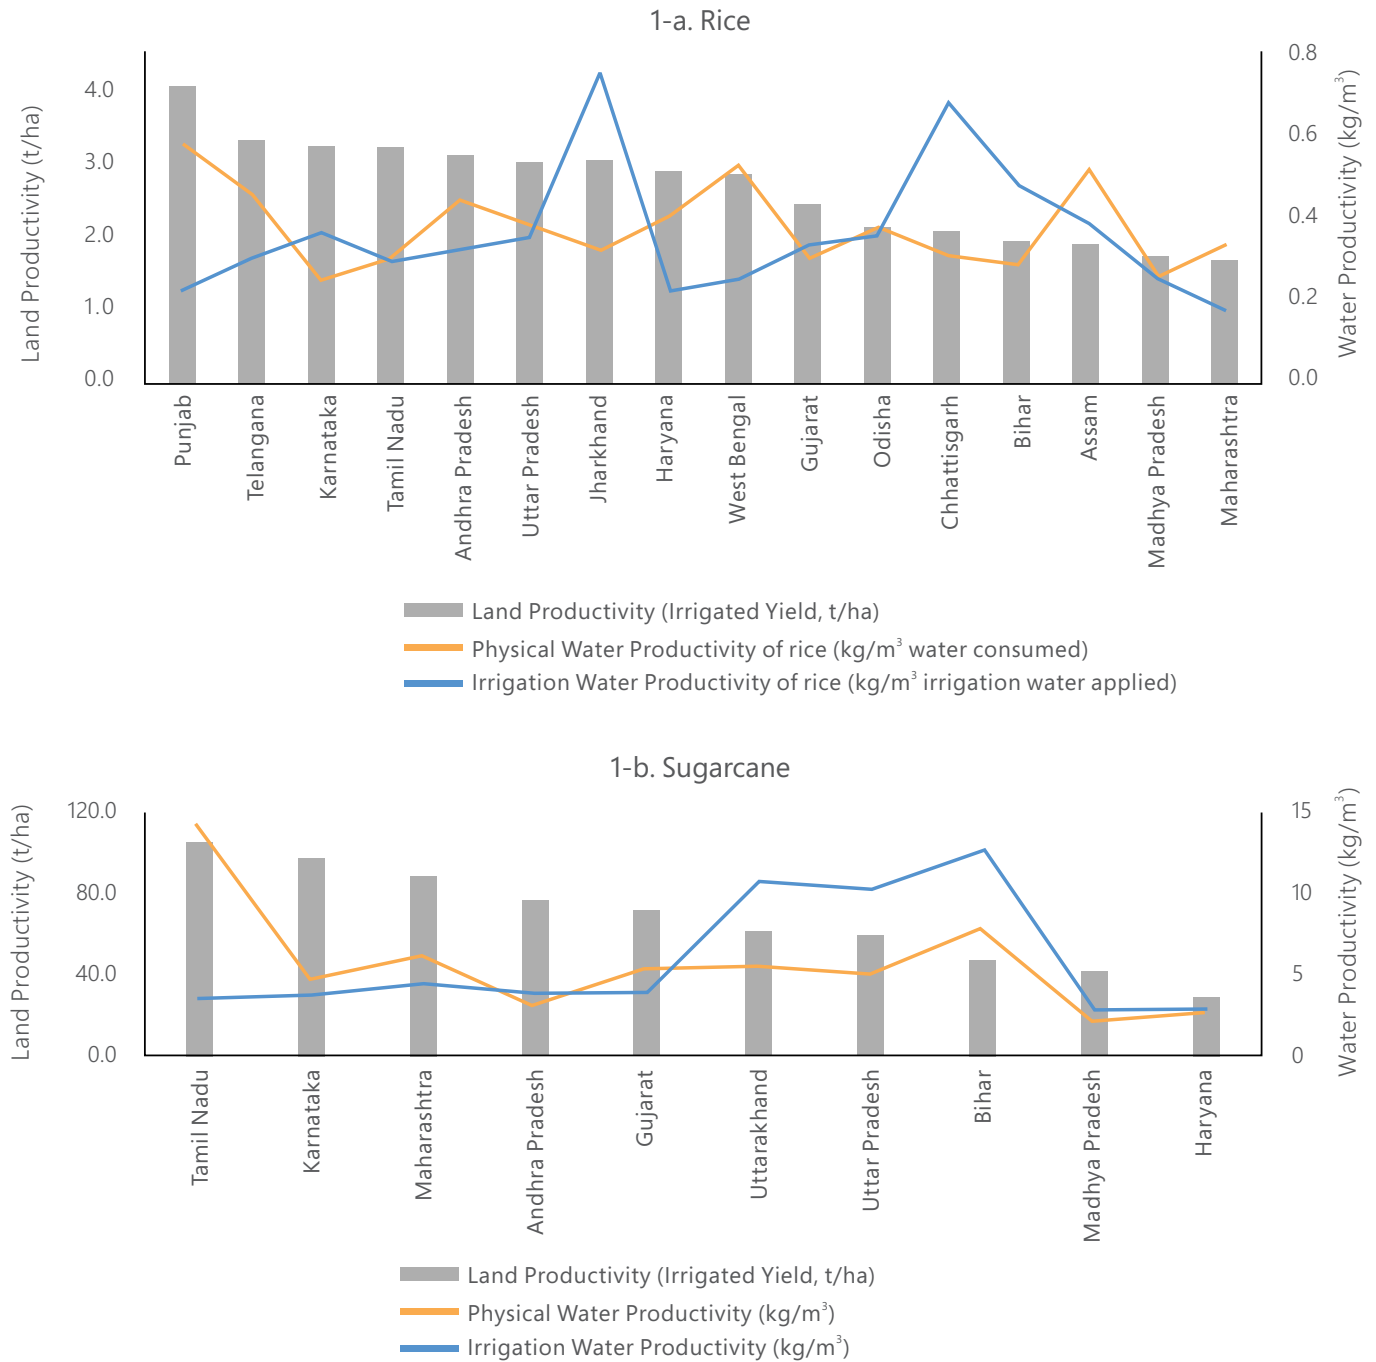 1-a. Rice
Land Productivity (t/ha)
4.0
3.0
2.0
1.0
0.0
0.8
0.6
0.4
0.2
0.0
Water Productivity (kg/m³)
Punjab
Telangana
Karnataka
Tamil Nadu
Andhra Pradesh
Uttar Pradesh
Jharkhand
Haryana
West Bengal
Gujarat
Odisha
Chhattisgarh
Bihar
Assam
Madhya Pradesh
Maharashtra
Land Productivity (Irrigated Yield, t/ha)
Physical Water Productivity of rice (kg/m³ water consumed)
Irrigation Water Productivity of rice (kg/m³ irrigation water applied)
1-b. Sugarcane
Land Productivity (t/ha)
120.0
80.0
40.0
0.0
15
10
5
0
Water Productivity (kg/m³)
Tamil Nadu
Karnataka
Maharashtra
Andhra Pradesh
Gujarat
Uttarakhand
Uttar Pradesh
Bihar
Madhya Pradesh
Haryana
Land Productivity (Irrigated Yield, t/ha)
Physical Water Productivity (kg/m³)
Irrigation Water Productivity (kg/m³)